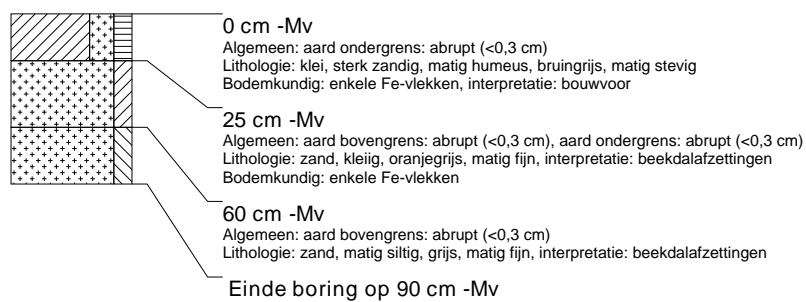 0 cm -Mv
Algemeen: aard ondergrens: abrupt (<0,3 cm)
Lithologie: klei, sterk zandig, matig humeus, bruingrijs, matig stevig
Bodemkundig: enkele Fe-vlekken, interpretatie: bouwvoor
25 cm -Mv
Algemeen: aard bovengrens: abrupt (<0,3 cm), aard ondergrens: abrupt (<0,3 cm)
Lithologie: zand, kleiig, oranjegrijs, matig fijn, interpretatie: beekdalafzettingen
Bodemkundig: enkele Fe-vlekken
60 cm -Mv
Algemeen: aard bovengrens: abrupt (<0,3 cm)
Lithologie: zand, matig siltig, grijs, matig fijn, interpretatie: beekdalafzettingen
Einde boring op 90 cm -Mv